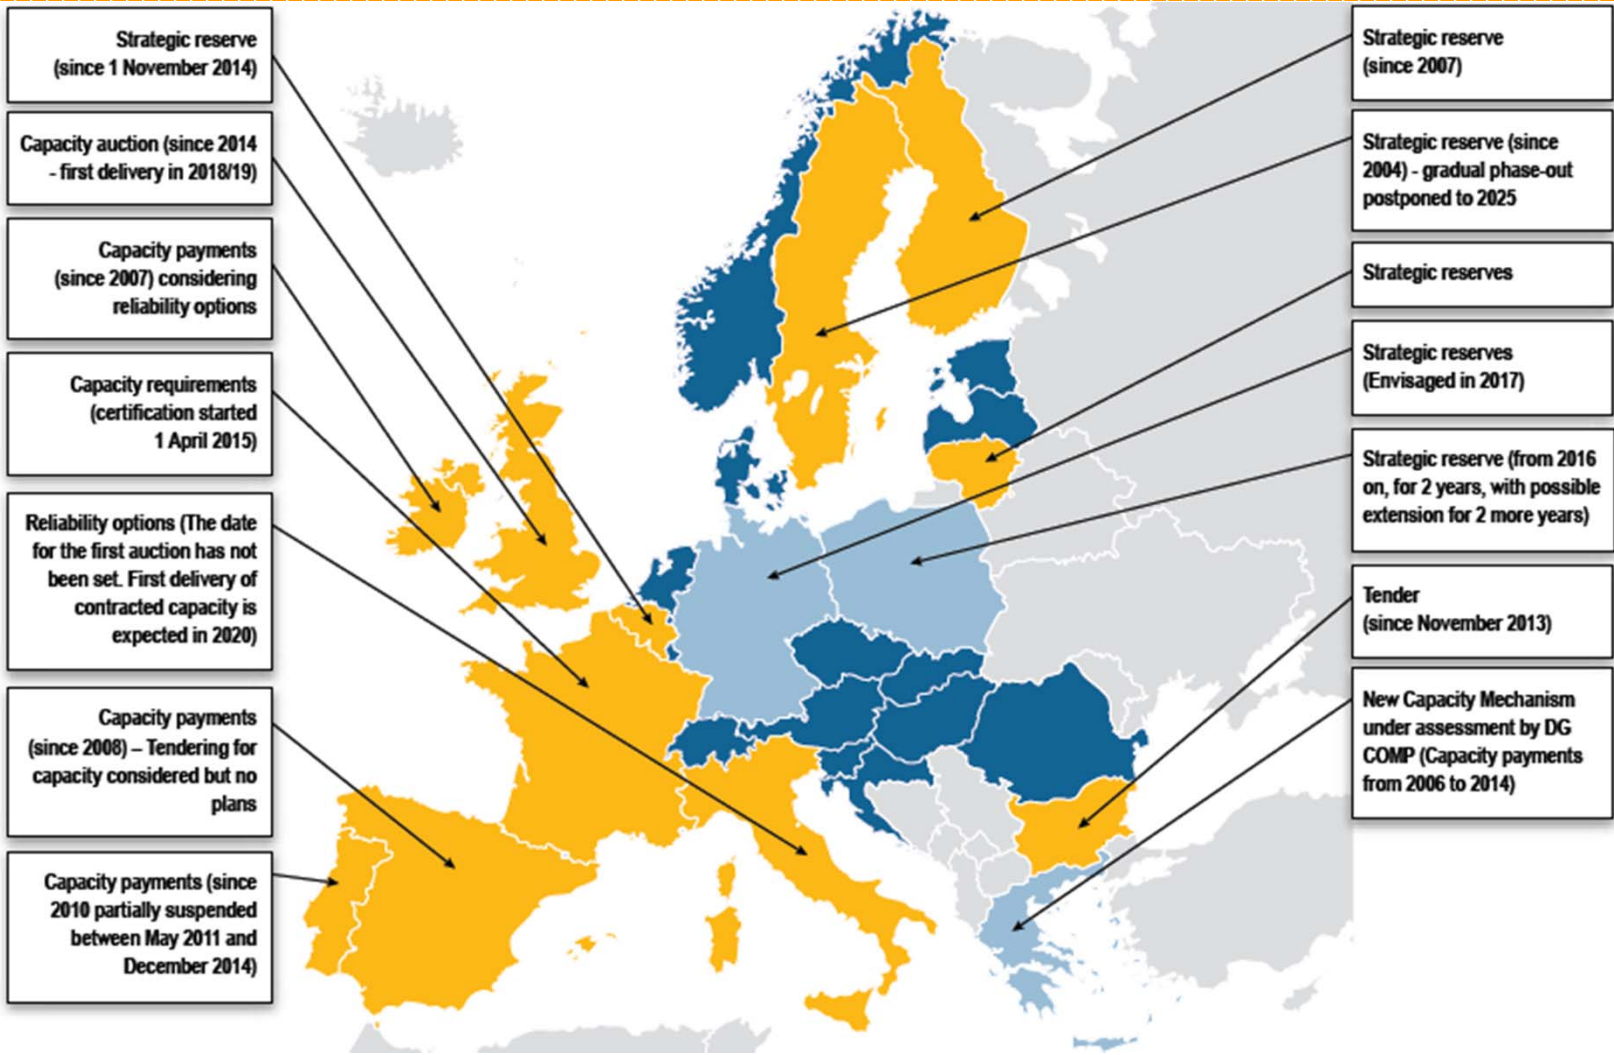 Strategic reserve
(since 1 November 2014)
Capacity auction (since 2014
- first delivery in 2018/19)
Capacity payments
(since 2007) considering
reliability options
Capacity requirements
(certification started
1 April 2015)
Reliability options (The date
for the first auction has not
been set. First delivery of
contracted capacity is
expected in 2020)
Capacity payments
(since 2008) – Tendering for
capacity considered but no
plans
Capacity payments (since
2010 partially suspended
between May 2011 and
December 2014)
Strategic reserve
(since 2007)
Strategic reserve (since
2004) - gradual phase-out
postponed to 2025
Strategic reserves
Strategic reserves
(Envisaged in 2017)
Strategic reserve (from 2016
on, for 2 years, with possible
extension for 2 more years)
Tender
(since November 2013)
New Capacity Mechanism
under assessment by DG
COMP (Capacity payments
from 2006 to 2014)